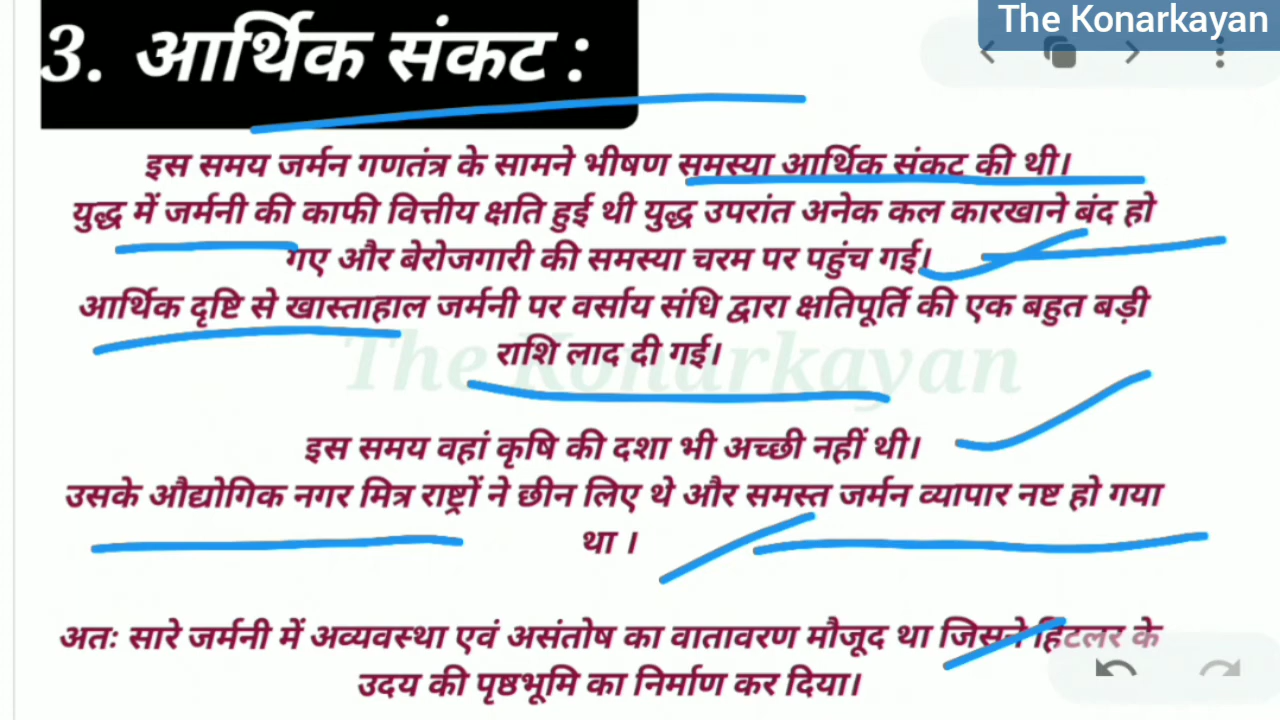 The Konarkayan
3. आर्थिक संकट :
इस समय जर्मन गणतंत्र के सामने भीषण समस्या आर्थिक संकट की थी।
युद्ध में जर्मनी की काफी वित्तीय क्षति हुई थी युद्ध उपरांत अनेक कल कारखाने बंद हो
गए और बेरोजगारी की समस्या चरम पर पहुंच गई।
आर्थिक दृष्टि से खास्ताहाल जर्मनी पर वर्साय संधि द्वारा क्षतिपूर्ति की एक बहुत बड़ी
राशि लाद दी गई।
The Konarkayan
इस समय वहां कृषि की दशा भी अच्छी नहीं थी।
उसके औद्योगिक नगर मित्र राष्ट्रों ने छीन लिए थे और समस्त जर्मन व्यापार नष्ट हो गया
था ।
अतः सारे जर्मनी में अव्यवस्था एवं असंतोष का वातावरण मौजूद था जिसने हिटलर के
उदय की पृष्ठभूमि का निर्माण कर दिया।